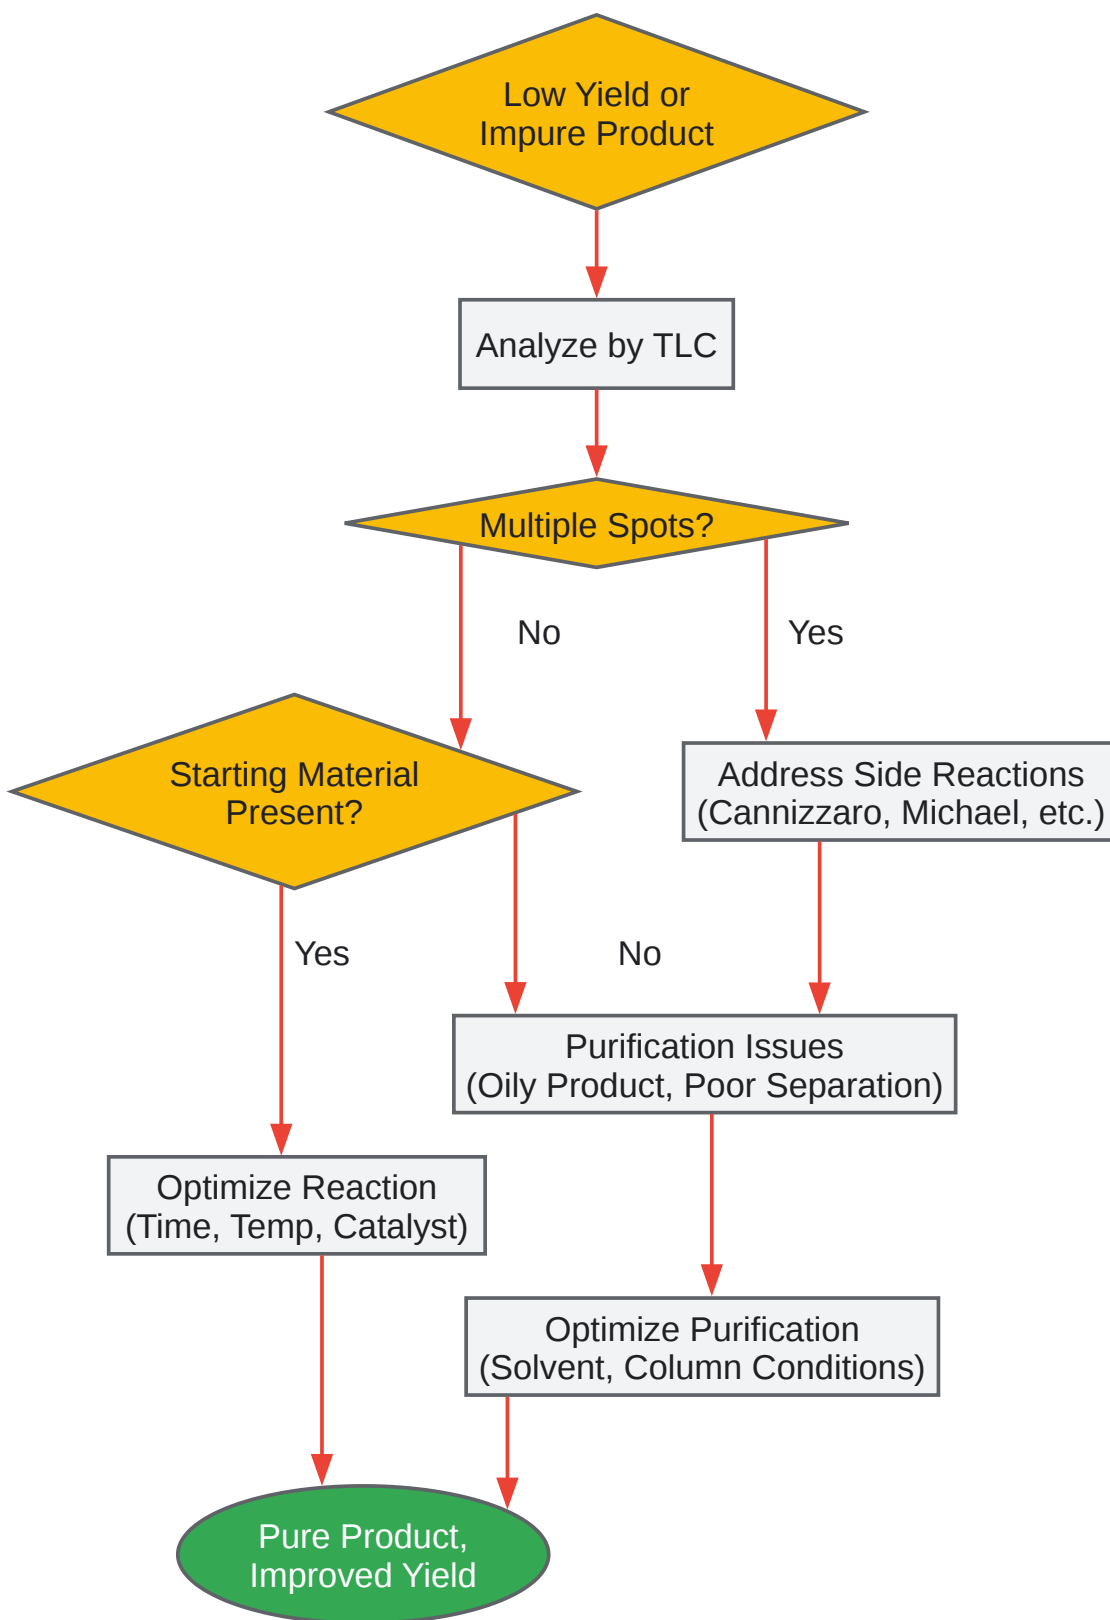 Low Yield or
Impure Product
Analyze by TLC
Multiple Spots?
No
Yes
Starting Material
Present?
Address Side Reactions
(Cannizzaro, Michael, etc.)
Yes
No
Purification Issues
(Oily Product, Poor Separation)
Optimize Reaction
(Time, Temp, Catalyst)
Optimize Purification
(Solvent, Column Conditions)
Pure Product,
Improved Yield